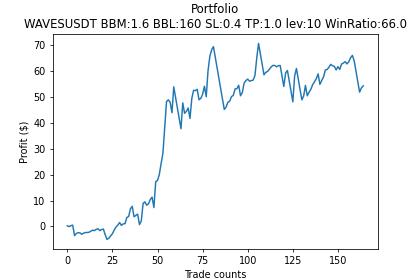 Portfolio
WAVESUSDT BBM:1.6 BBL:160 SL:0.4 TP:1.0 lev:10 WinRatio:66.0
Profit ($)
70
60
50
40
30
20
10
0
0 25 50 75 100 125 150
Trade counts